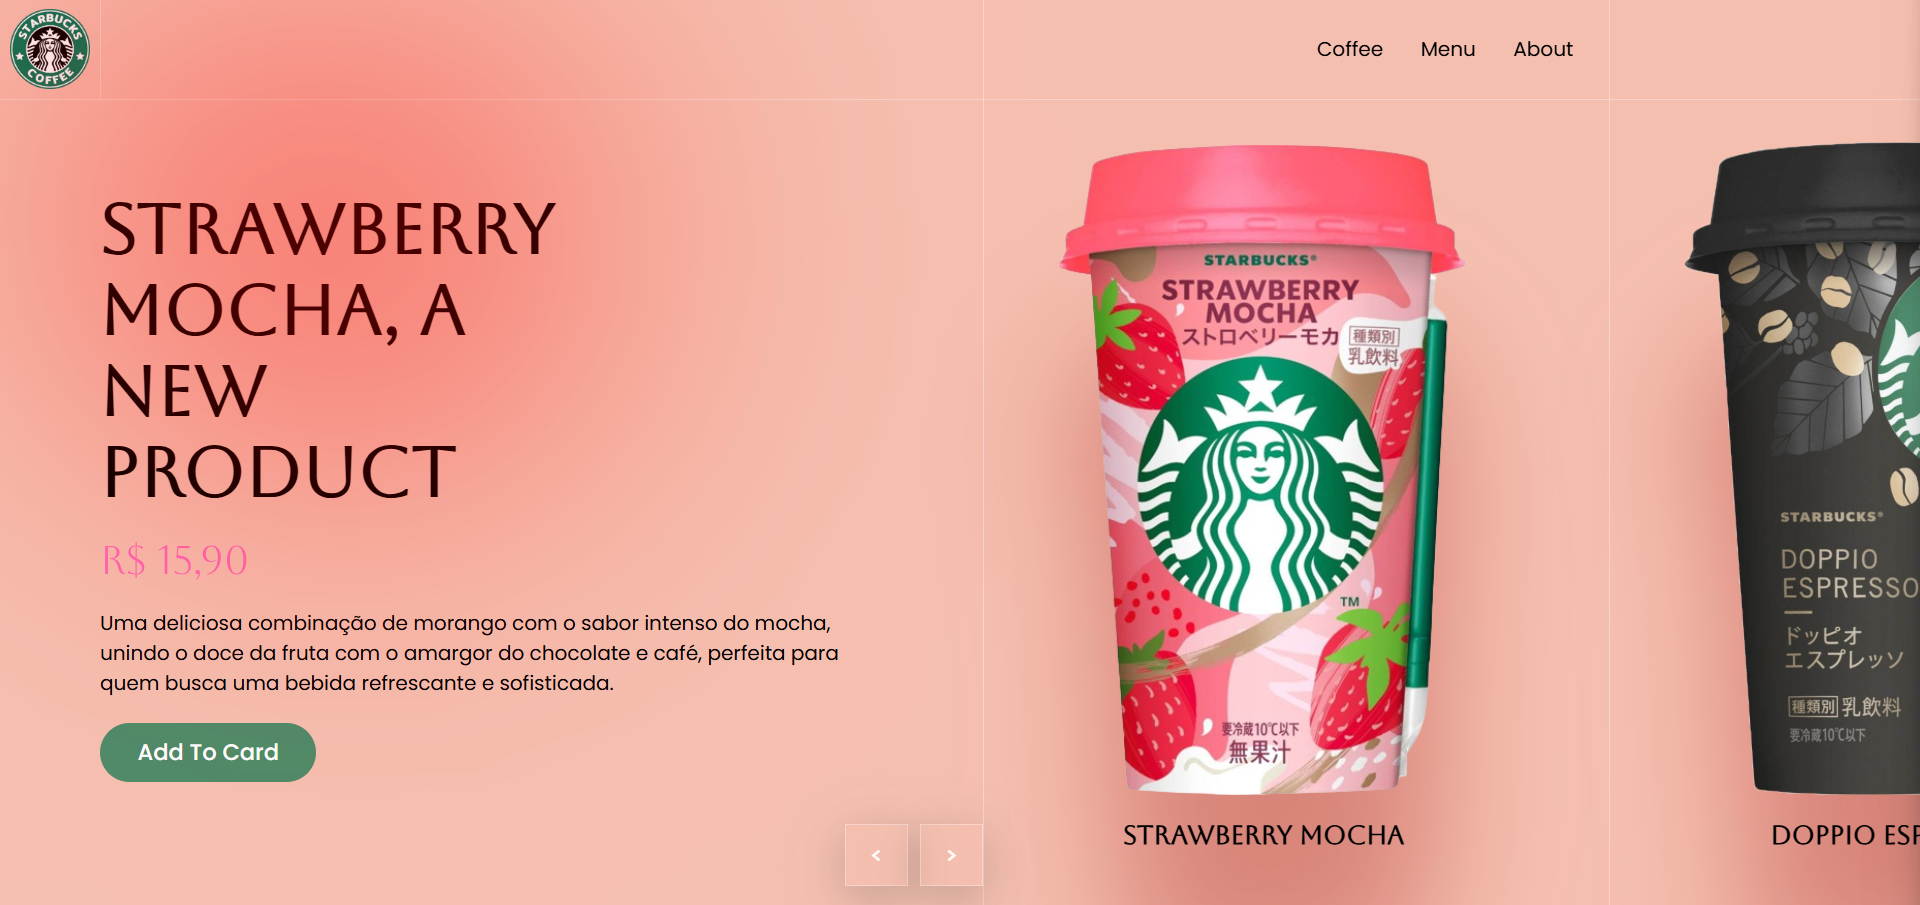 STARBUCKS
COFFEE
Coffee
Menu
About
STRAWBERRY
MOCHA, A
NEW
PRODUCT
R$ 15,90
Uma deliciosa combinação de morango com o sabor intenso do mocha,
unindo o doce da fruta com o amargor do chocolate e café, perfeita para
quem busca uma bebida refrescante e sofisticada.
Add To Card
<
>
STARBUCKS®
STRAWBERRY
MOCHA
ストロベリーモカ
種類別
乳飲料
TM
要冷蔵10℃以下
無果汁
STRAWBERRY MOCHA
STARBUCKS®
DOPPIO
ESPRESSO
ドッピオ
エスプレッソ
種類別 乳飲料
要冷蔵10℃以下
DOPPIO ESP